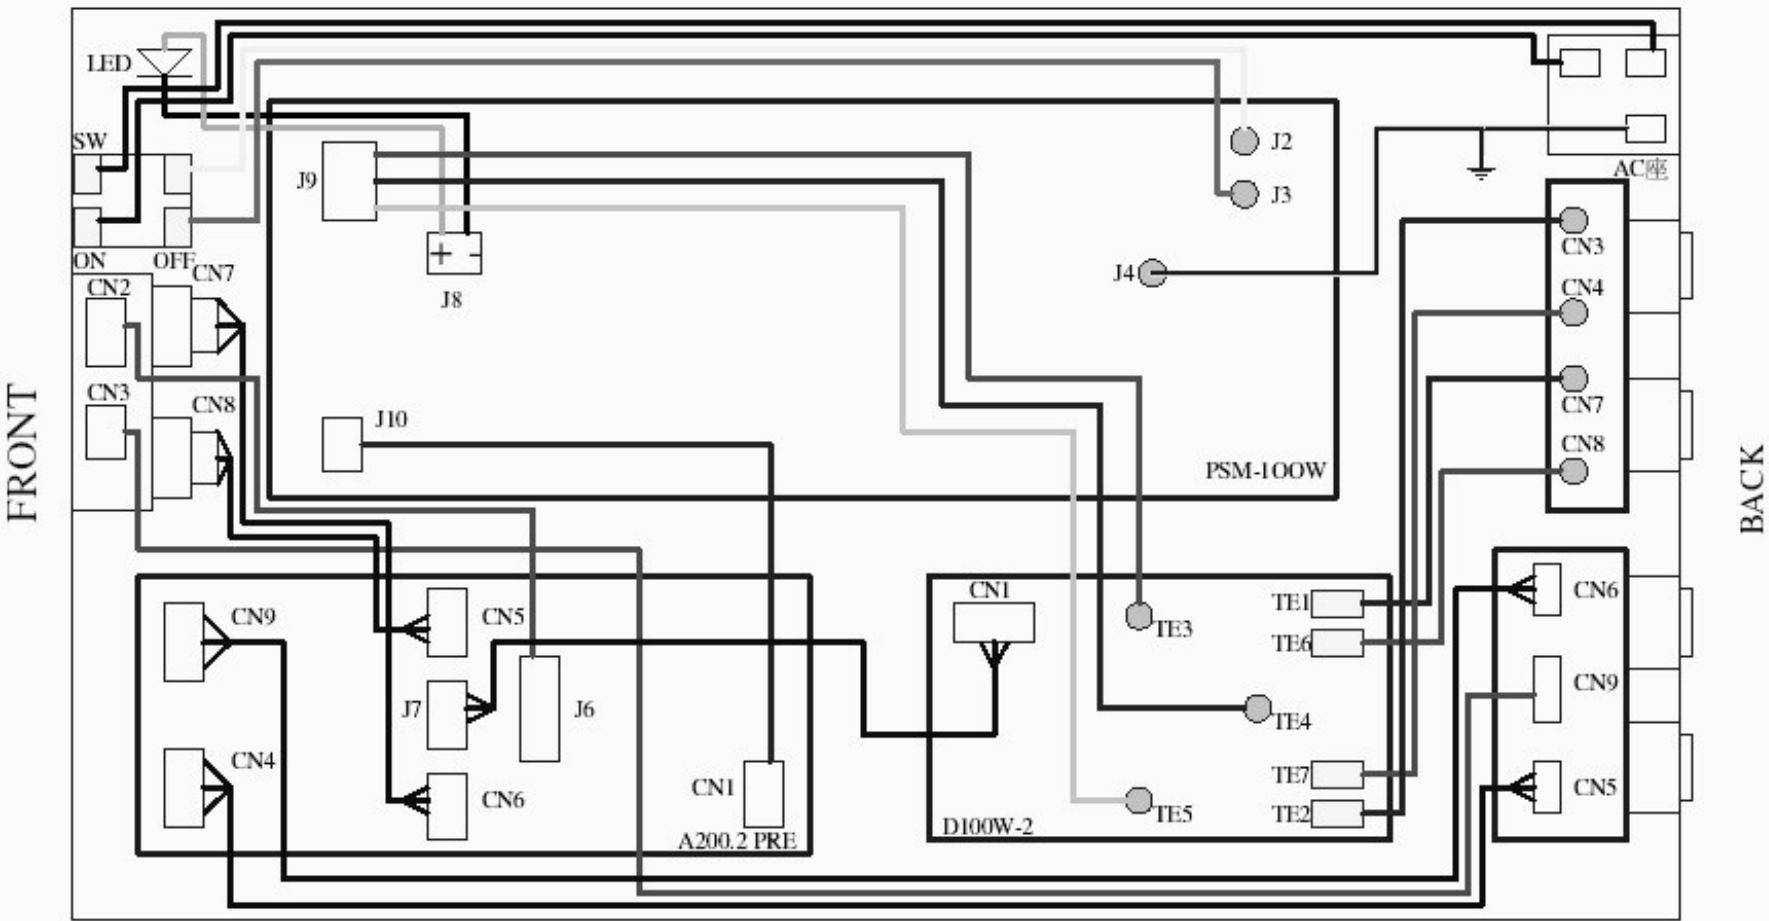 LED
SW
J2
AC座
J9
J3
CN3
ON
OFF
CN7
J4
CN2
CN4
J8
CN3
CN8
J10
CN7
FRONT
CN8
PSM-100W
BACK
CN1
CN6
CN9
CN5
TE1
TE3
TE6
CN9
J7
J6
TE4
CN4
CN6
CN1
TE7
CN5
TE5
TE2
D100W-2
A200.2 PRE